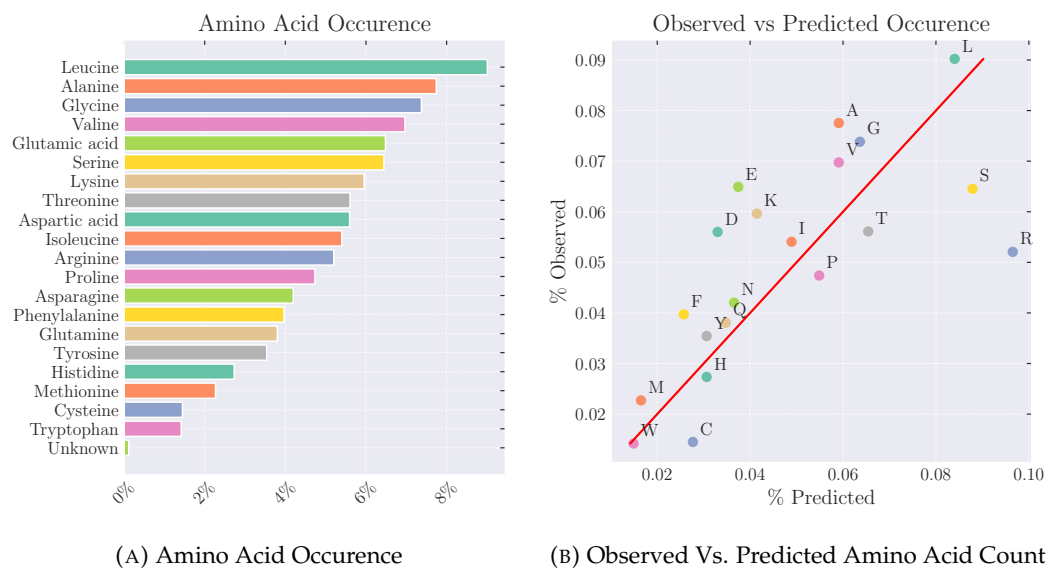 Amino Acid Occurence
Leucine
Alanine
Glycine
Valine
Glutamic acid
Serine
Lysine
Threonine
Aspartic acid
Isoleucine
Arginine
Proline
Asparagine
Phenylalanine
Glutamine
Tyrosine
Histidine
Methionine
Cysteine
Tryptophan
Unknown
0% 2% 4% 6% 8%
(A) Amino Acid Occurence
Observed vs Predicted Occurence
% Observed
0.09
0.08
0.07
0.06
0.05
0.04
0.03
0.02
L
A
G
V
S
E
K
D
T
I
R
P
N
F
Q
Y
H
M
W
C
0.02 0.04 0.06 0.08 0.10
% Predicted
(B) Observed Vs. Predicted Amino Acid Count